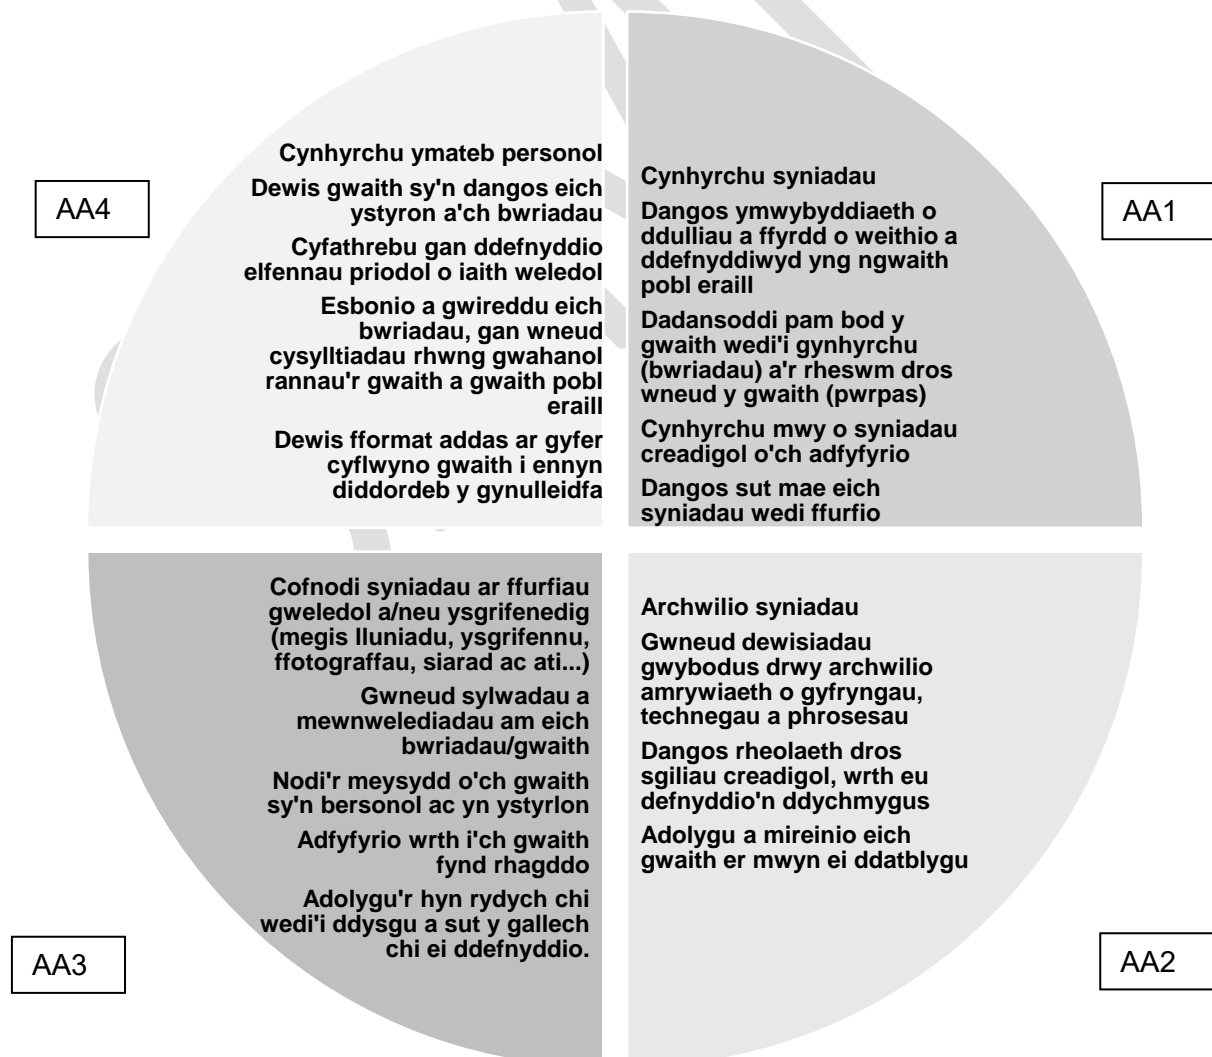 AA4
Cynhyrchu ymateb personol
Dewis gwaith sy'n dangos eich
ystyron a'ch bwriadau
Cyfathrebu gan ddefnyddio
elfennau priodol o iaith weledol
Esbonio a gwireddu eich
bwriadau, gan wneud
cysylltiadau rhwng gwahanol
rannau'r gwaith a gwaith pobl
eraill
Dewis fformat addas ar gyfer
cyflwyno gwaith i ennyn
diddordeb y gynulleidfa
AA1
Cynhyrchu syniadau
Dangos ymwybyddiaeth o
ddulliau a ffyrdd o weithio a
ddefnyddiwyd yng ngwaith
pobl eraill
Dadansoddi pam bod y
gwaith wedi'i gynhyrchu
(bwriadau) a'r rheswm dros
wneud y gwaith (pwrpas)
Cynhyrchu mwy o syniadau
creadigol o'ch adfyfyrio
Dangos sut mae eich
syniadau wedi ffurfio
AA3
Cofnodi syniadau ar ffurfiau
gweledol a/neu ysgrifenedig
(megis lluniadu, ysgrifennu,
ffotograffau, siarad ac ati...)
Gwneud sylwadau a
mewnwelediadau am eich
bwriadau/gwaith
Nodi'r meysydd o'ch gwaith
sy'n bersonol ac yn ystyrlon
Adfyfyrio wrth i'ch gwaith
fynd rhagddo
Adolygu'r hyn rydych chi
wedi'i ddysgu a sut y gallech
chi ei ddefnyddio.
AA2
Archwilio syniadau
Gwneud dewisiadau
gwybodus drwy archwilio
amrywiaeth o gyfryngau,
technegau a phrosesau
Dangos rheolaeth dros
sgiliau creadigol, wrth eu
defnyddio'n ddychmygus
Adolygu a mireinio eich
gwaith er mwyn ei ddatblygu